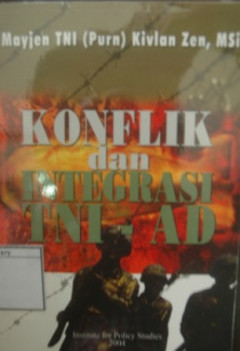 Mayjen TNI (Purn) Kivlan Zen, MSi
KONFLIK
dan
INTEGRASI
TNI - AD
Institute for Policy Studies
2004